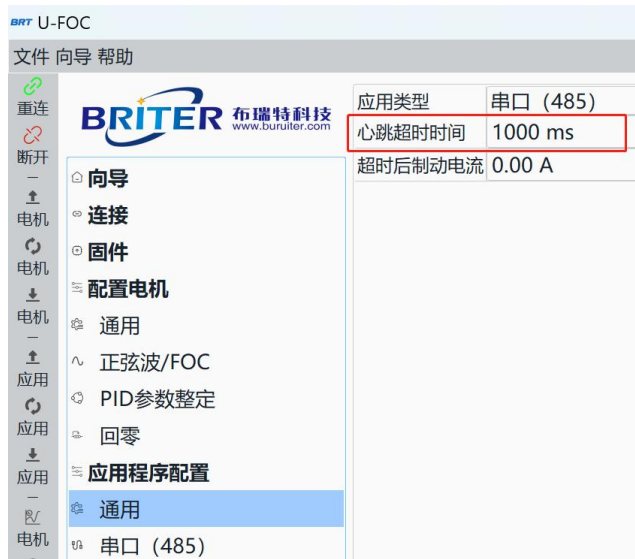 BRT U-FOC
文件 向导 帮助
重连
断开
电机
电机
电机
应用
应用
应用
电机
BRITER 布瑞特科技
www.buruiter.com
向导
连接
固件
配置电机
通用
正弦波/FOC
PID参数整定
回零
应用程序配置
通用
串口（485）
应用类型 串口（485）
心跳超时时间 1000 ms
超时后制动电流 0.00 A